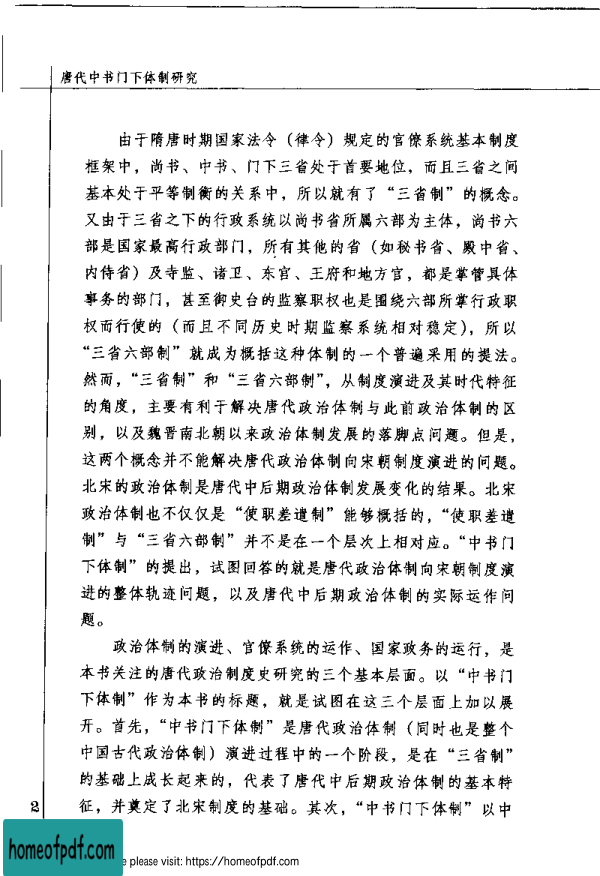 唐代中书门下体制研究
由于隋唐时期国家法令（律令）规定的官僚系统基本制度
框架中，尚书、中书、门下三省处于首要地位，而且三省之间
基本处于平等制衡的关系中，所以就有了“三省制”的概念。
又由于三省之下的行政系统以尚书省所属六部为主体，尚书六
部是国家最高行政部门，所有其他的省（如秘书省、殿中省、
内侍省）及寺监、诸卫、东宫、王府和地方官，都是掌管具体
事务的部门，甚至御史台的监察职权也是围绕六部所掌行政职
权而行使的（而且不同历史时期监察系统相对稳定），所以
“三省六部制”就成为概括这种体制的一个普遍采用的提法。
然而，“三省制”和“三省六部制”，从制度演进及其时代特征
的角度，主要有利于解决唐代政治体制与此前政治体制的区
别，以及魏晋南北朝以来政治体制发展的落脚点问题。但是，
这两个概念并不能解决唐代政治体制向宋朝制度演进的问题。
北宋的政治体制是唐代中后期政治体制发展变化的结果。北宋
政治体制也不仅仅是“使职差遣制”能够概括的，“使职差遣
制”与“三省六部制”并不是在一个层次上相对应。“中书门
下体制”的提出，试图回答的就是唐代政治体制向宋朝制度演
进的整体轨迹问题，以及唐代中后期政治体制的实际运作问
题。
政治体制的演进、官僚系统的运作、国家政务的运行，是
本书关注的唐代政治制度史研究的三个基本层面。以“中书门
下体制”作为本书的标题，就是试图在这三个层面上加以展
开。首先，“中书门下体制”是唐代政治体制（同时也是整个
中国古代政治体制）演进过程中的一个阶段，是在“三省制”
的基础上成长起来的，代表了唐代中后期政治体制的基本特
征，并奠定了北宋制度的基础。其次，“中书门下体制”以中
2
homeofpdf.com
e please visit: https://homeofpdf.com